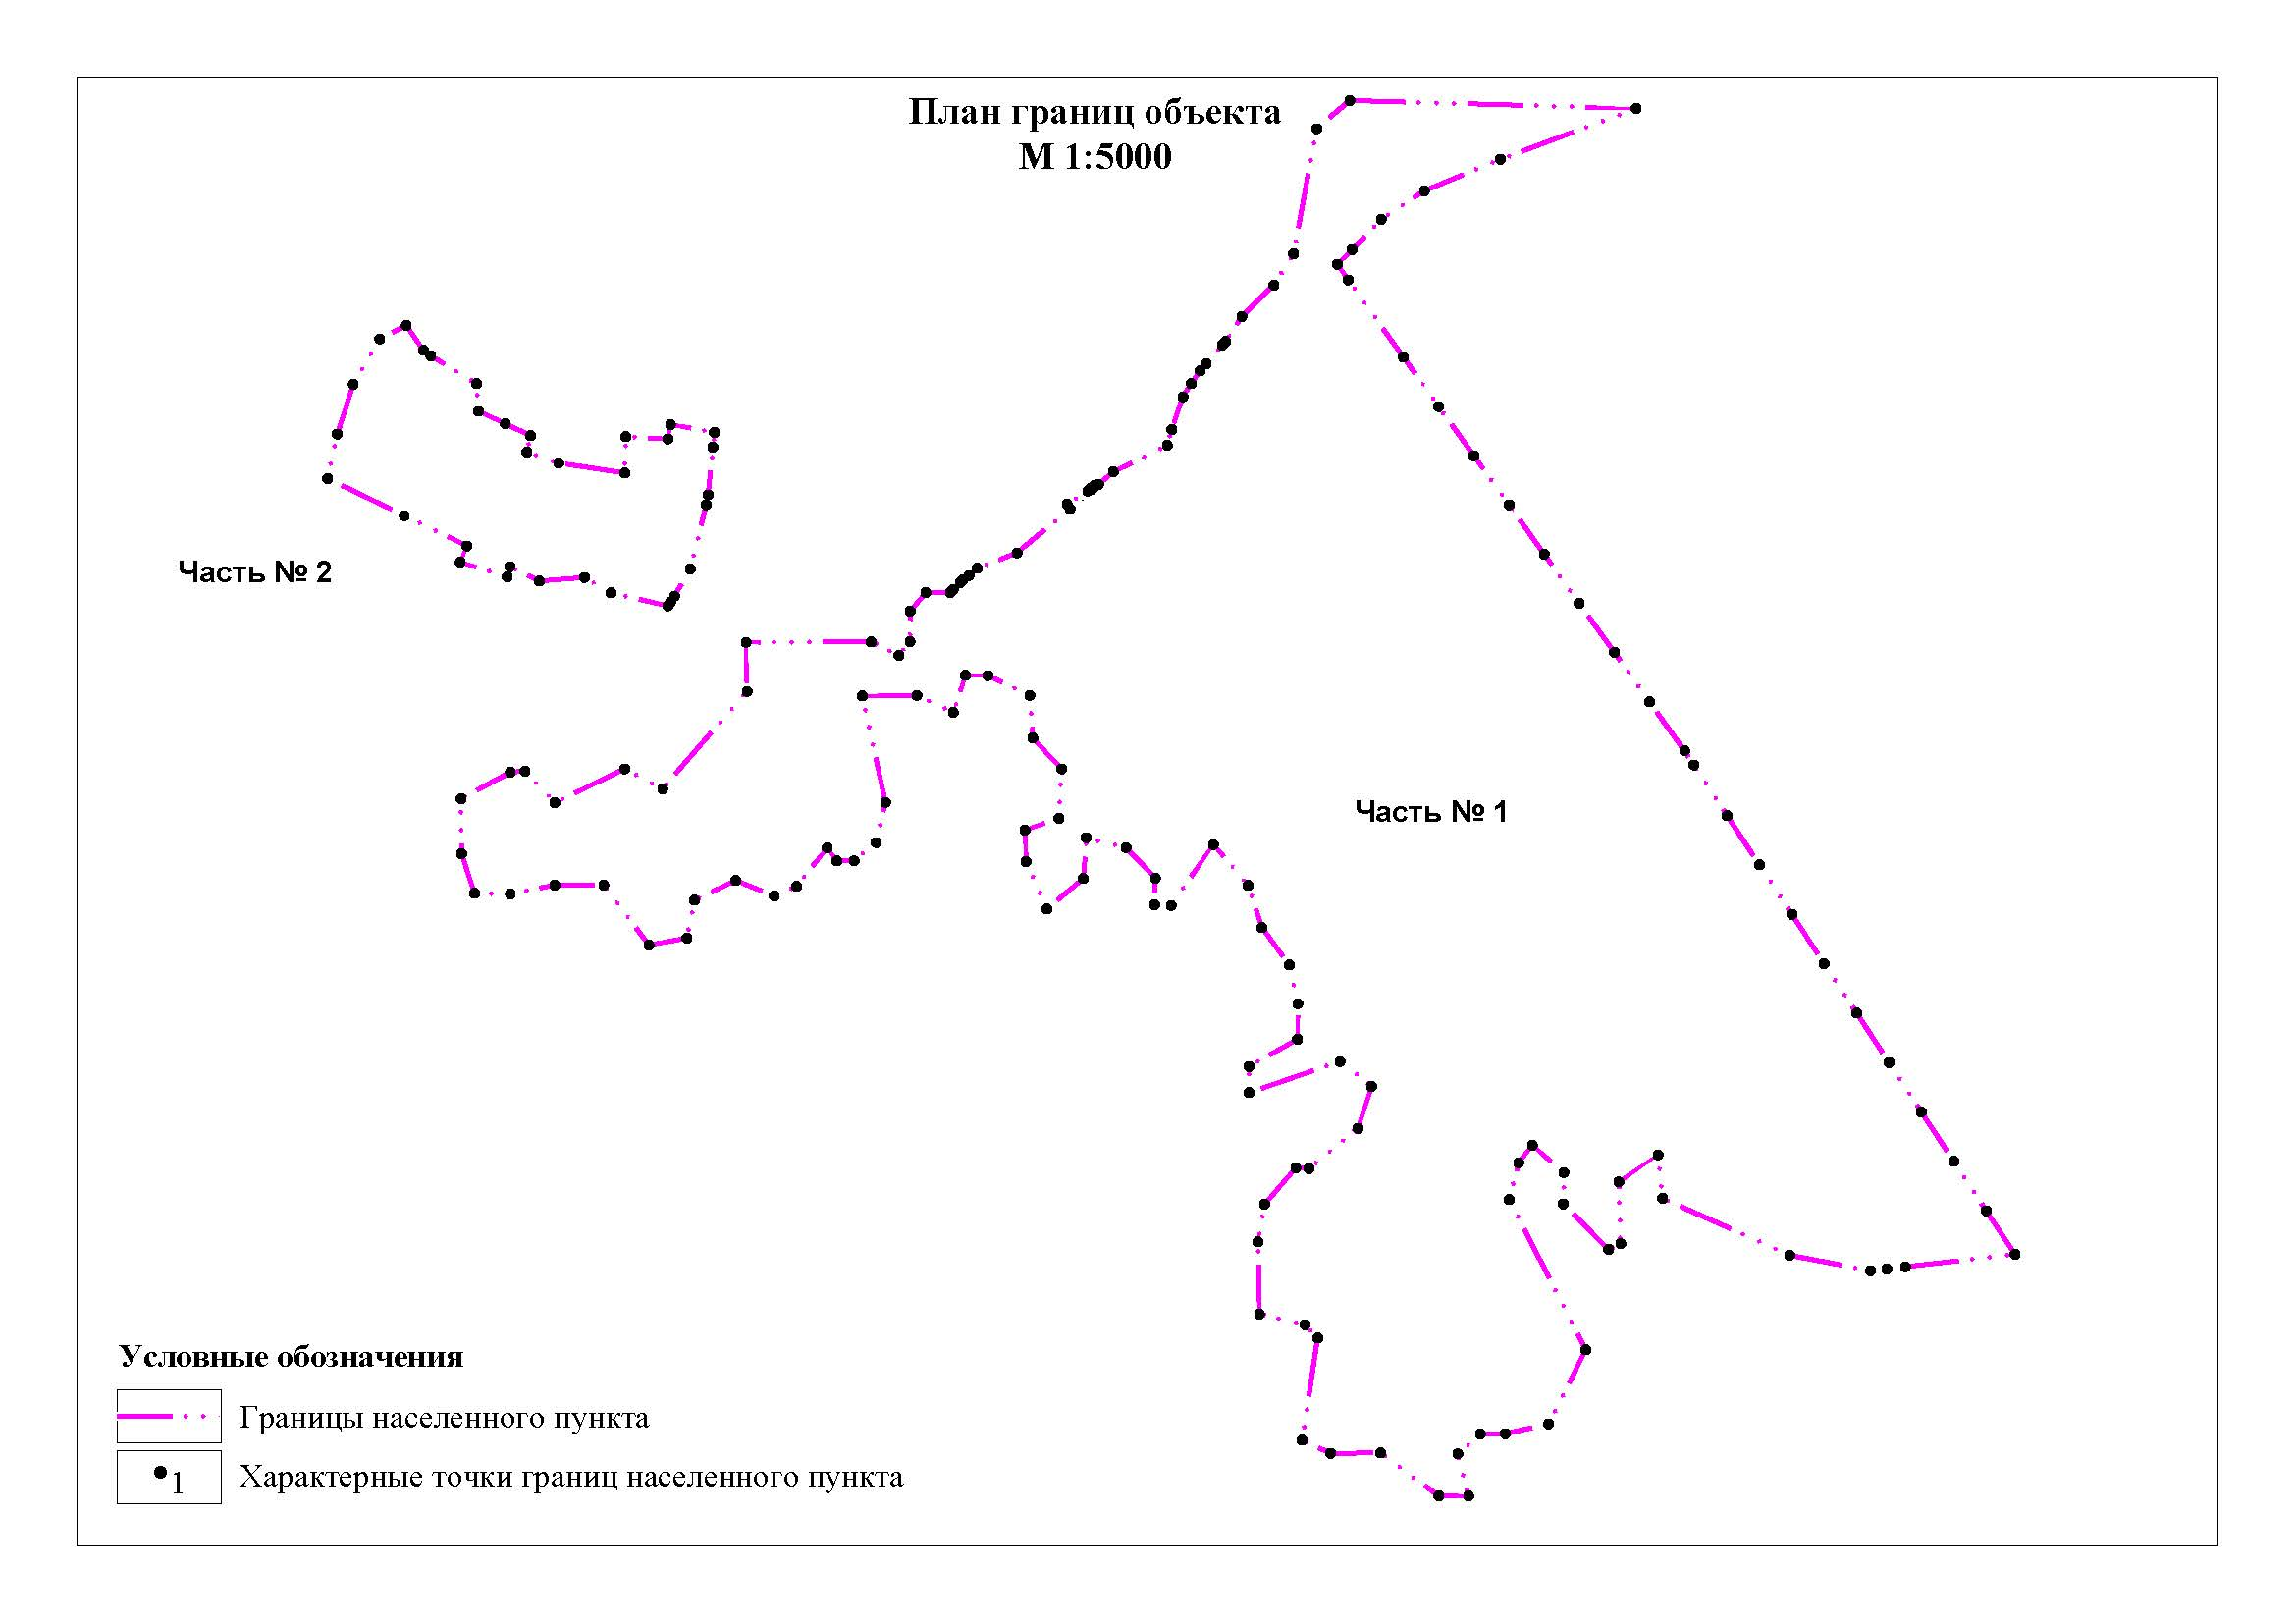 План границ объекта
М 1:5000
Часть № 2
Часть № 1
Условные обозначения
Границы населенного пункта
1 Характерные точки границ населенного пункта